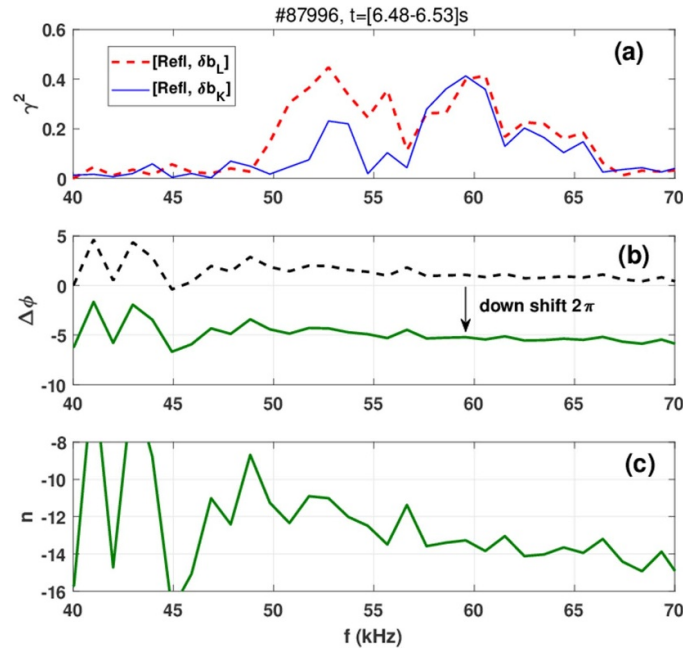 #87996, t=[6.48-6.53]s
0.6
0.4
0.2
0
γ²
[Refl, δb_L]
[Refl, δb_K]
(a)
40 45 50 55 60 65 70
5
0
-5
-10
Δϕ
(b)
down shift 2π
40 45 50 55 60 65 70
-8
-10
-12
-14
-16
n
(c)
40 45 50 55 60 65 70
f (kHz)